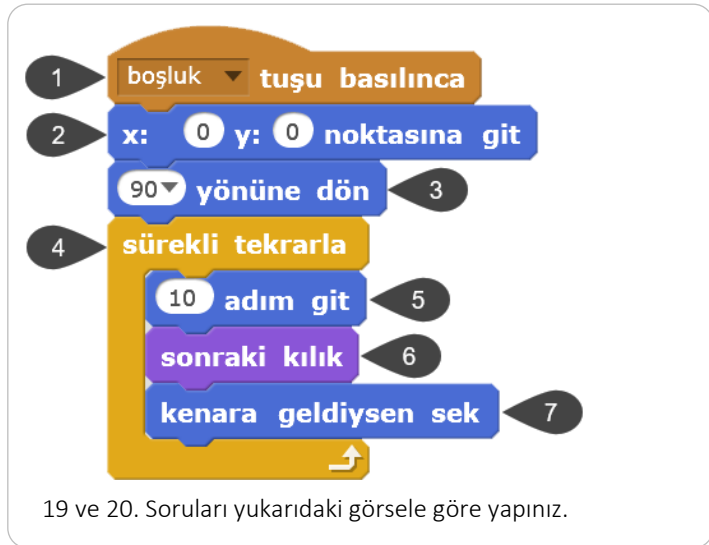 1 boşluk tuşu basılınca
2 x: 0 y: 0 noktasına git
90 yönüne dön 3
4 sürekli tekrarla
10 adım git 5
sonraki kılık 6
kenara geldiysen sek 7
19 ve 20. Soruları yukarıdaki görsele göre yapınız.